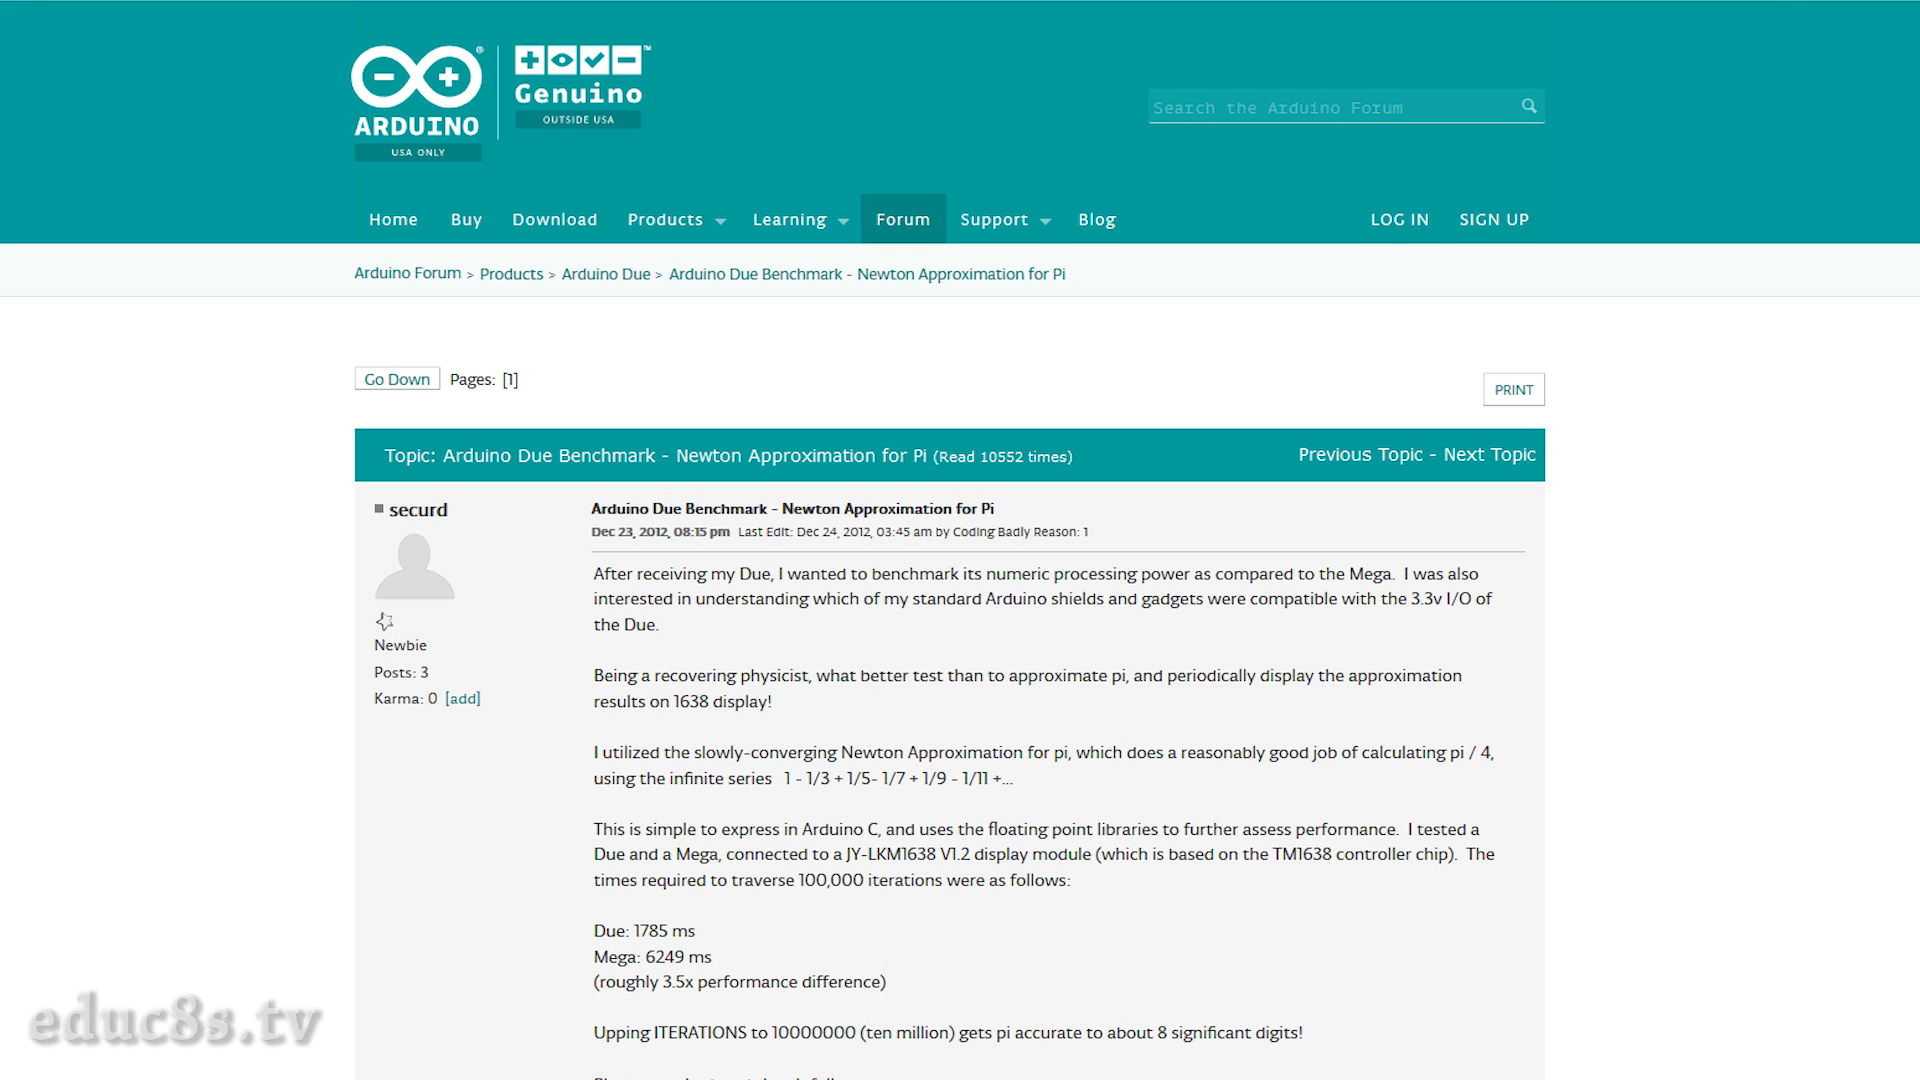 ARDUINO
USA ONLY
Genuino
OUTSIDE USA
Search the Arduino Forum
Home Buy Download Products Learning Forum Support Blog LOG IN SIGN UP
Arduino Forum > Products > Arduino Due > Arduino Due Benchmark - Newton Approximation for Pi
Go Down Pages: [1]
PRINT
Topic: Arduino Due Benchmark - Newton Approximation for Pi (Read 10552 times) Previous Topic - Next Topic
securd
Newbie
Posts: 3
Karma: 0 [add]
Arduino Due Benchmark - Newton Approximation for Pi
Dec 23, 2012, 08:15 pm Last Edit: Dec 24, 2012, 03:45 am by Coding Badly Reason: 1
After receiving my Due, I wanted to benchmark its numeric processing power as compared to the Mega. I was also
interested in understanding which of my standard Arduino shields and gadgets were compatible with the 3.3v I/O of
the Due.
Being a recovering physicist, what better test than to approximate pi, and periodically display the approximation
results on 1638 display!
I utilized the slowly-converging Newton Approximation for pi, which does a reasonably good job of calculating pi / 4,
using the infinite series 1 - 1/3 + 1/5- 1/7 + 1/9 - 1/11 +...
This is simple to express in Arduino C, and uses the floating point libraries to further assess performance. I tested a
Due and a Mega, connected to a JY-LKM1638 V1.2 display module (which is based on the TM1638 controller chip). The
times required to traverse 100,000 iterations were as follows:
Due: 1785 ms
Mega: 6249 ms
(roughly 3.5x performance difference)
Upping ITERATIONS to 10000000 (ten million) gets pi accurate to about 8 significant digits!
educ8s.tv